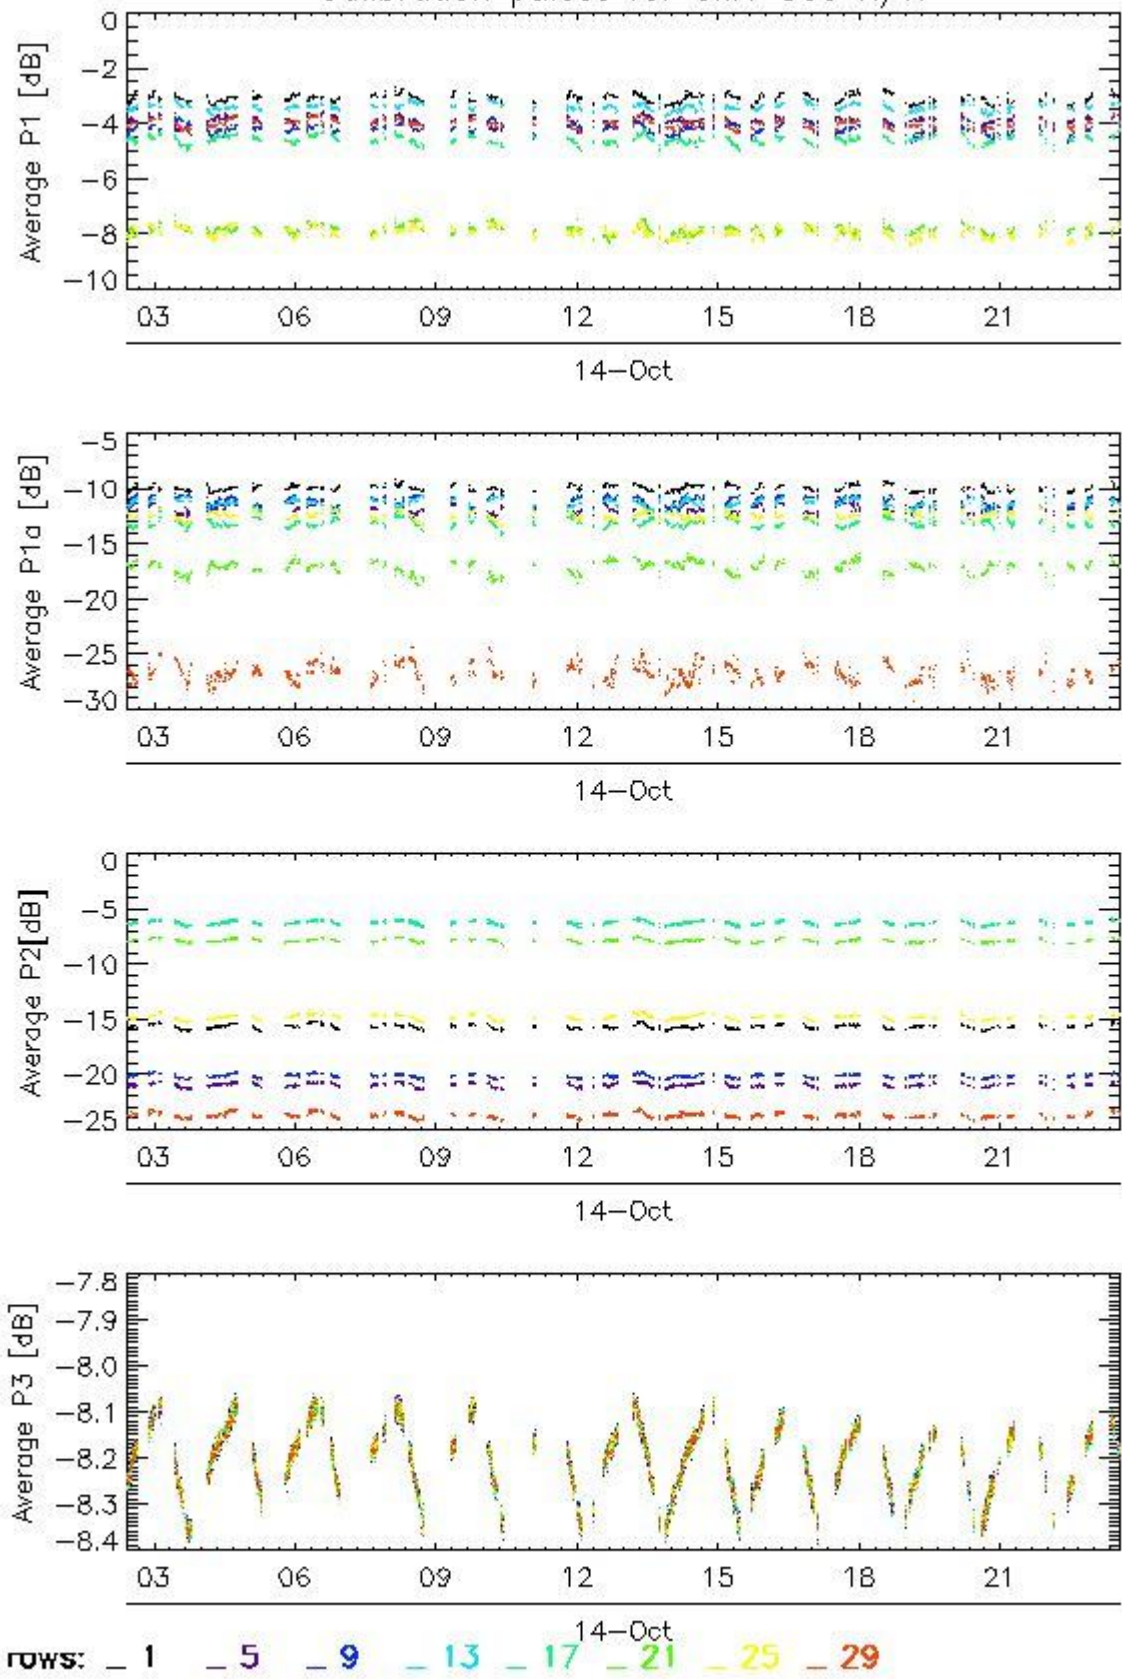 0
−2
−4
−6
−8
−10
Average P1 [dB]
03 06 09 12 15 18 21
14−Oct
−5
−10
−15
−20
−25
−30
Average P1a [dB]
03 06 09 12 15 18 21
14−Oct
0
−5
−10
−15
−20
−25
Average P2[dB]
03 06 09 12 15 18 21
14−Oct
−7.8
−7.9
−8.0
−8.1
−8.2
−8.3
−8.4
Average P3 [dB]
03 06 09 12 15 18 21
14−Oct
rows: _ 1 _ 5 _ 9 _ 13 _ 17 _ 21 _ 25 _ 29